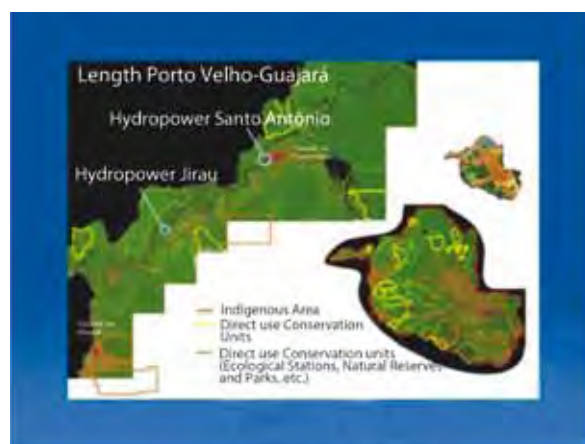 Length Porto Velho-Guajará
Hydropower Santo Antônio
Hydropower Jirau
Indigenous Area
Direct use Conservation
Units
Direct use Conservation units
(Ecological Stations, Natural Reserves
and Parks, etc.)